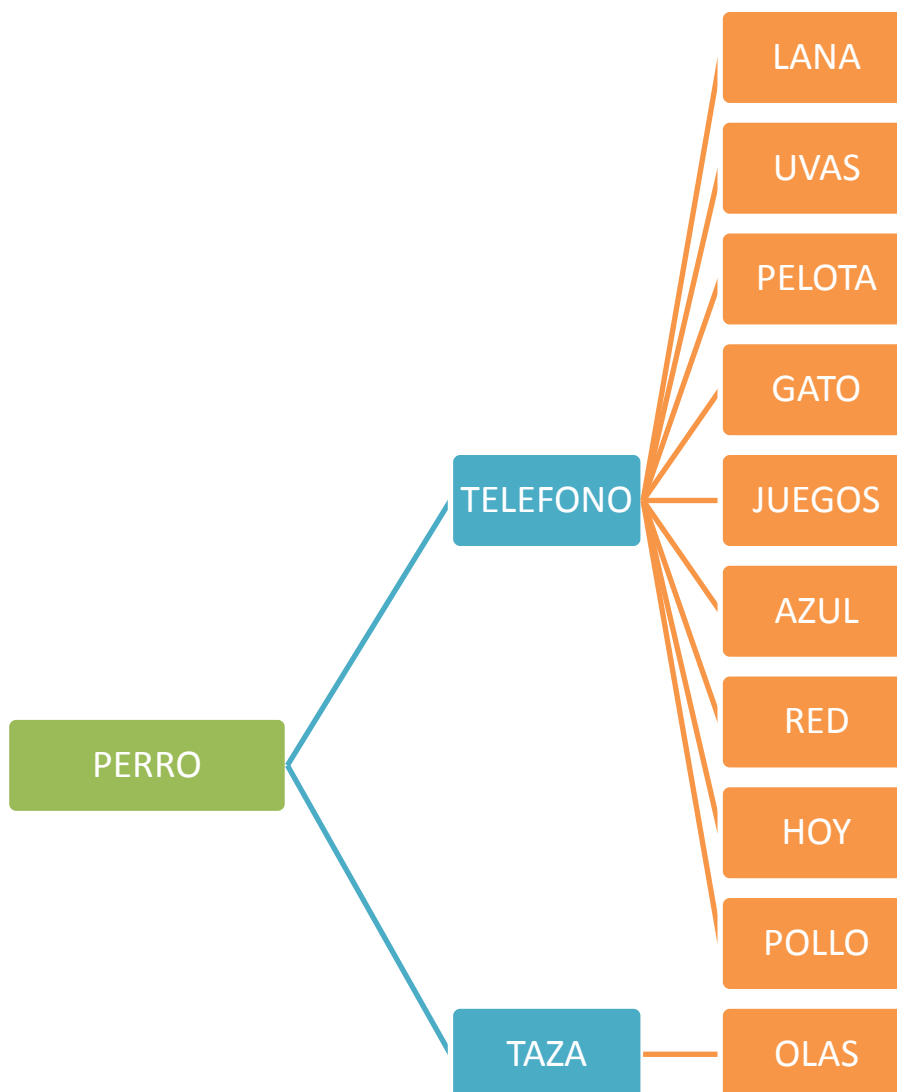 LANA
UVAS
PELOTA
GATO
TELEFONO
JUEGOS
AZUL
RED
PERRO
HOY
POLLO
TAZA
OLAS